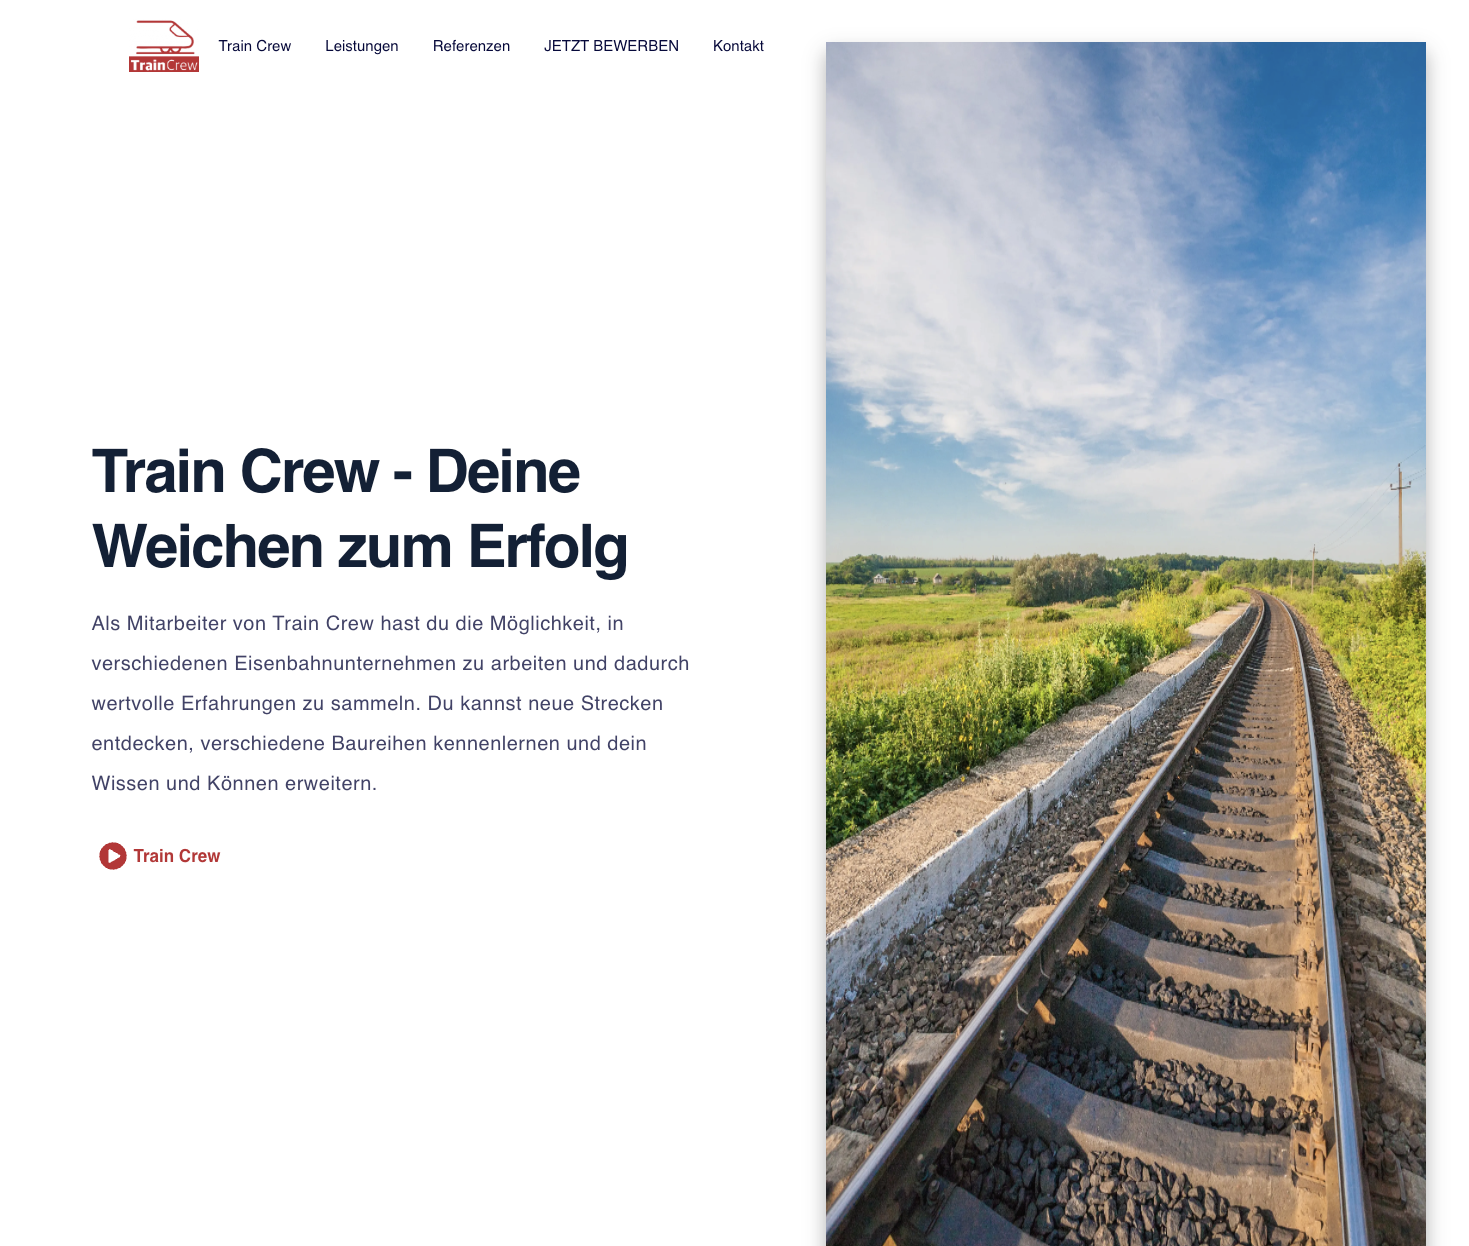 TrainCrew
Train Crew Leistungen Referenzen JETZT BEWERBEN Kontakt
Train Crew - Deine
Weichen zum Erfolg
Als Mitarbeiter von Train Crew hast du die Möglichkeit, in
verschiedenen Eisenbahnunternehmen zu arbeiten und dadurch
wertvolle Erfahrungen zu sammeln. Du kannst neue Strecken
entdecken, verschiedene Baureihen kennenlernen und dein
Wissen und Können erweitern.
Train Crew